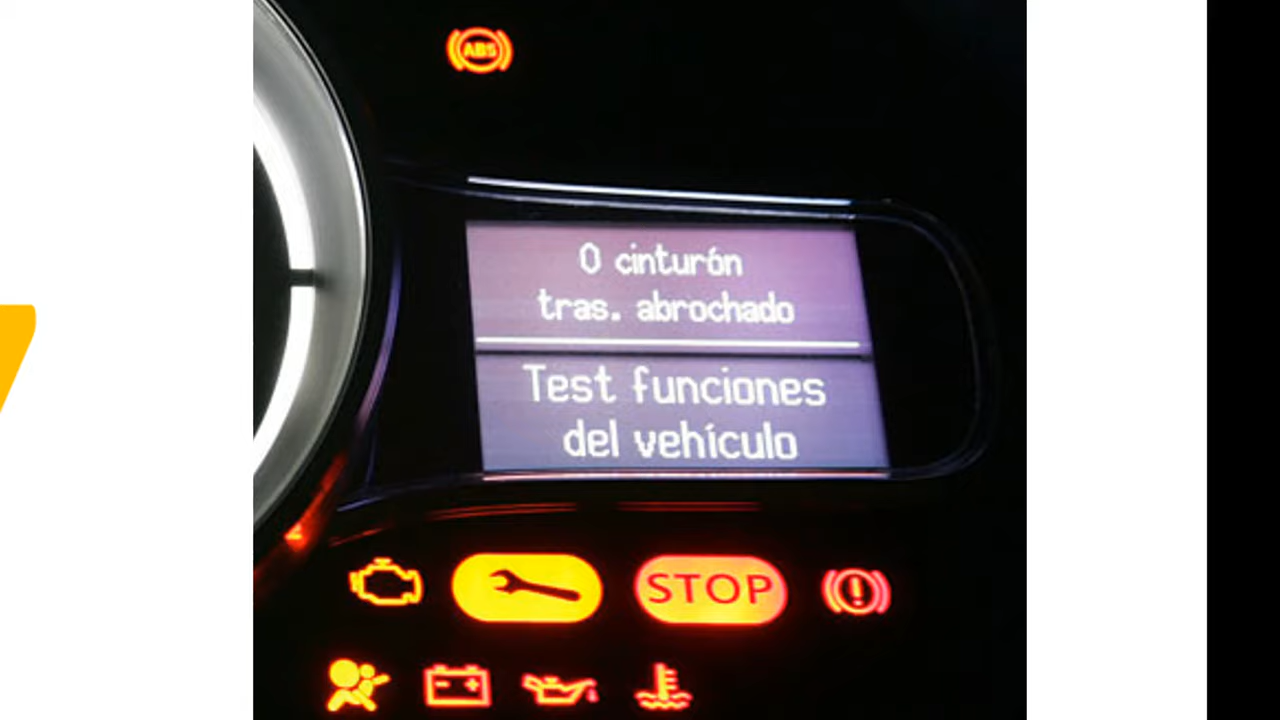 ABS
0 cinturón
tras. abrochado
Test funciones
del vehículo
STOP